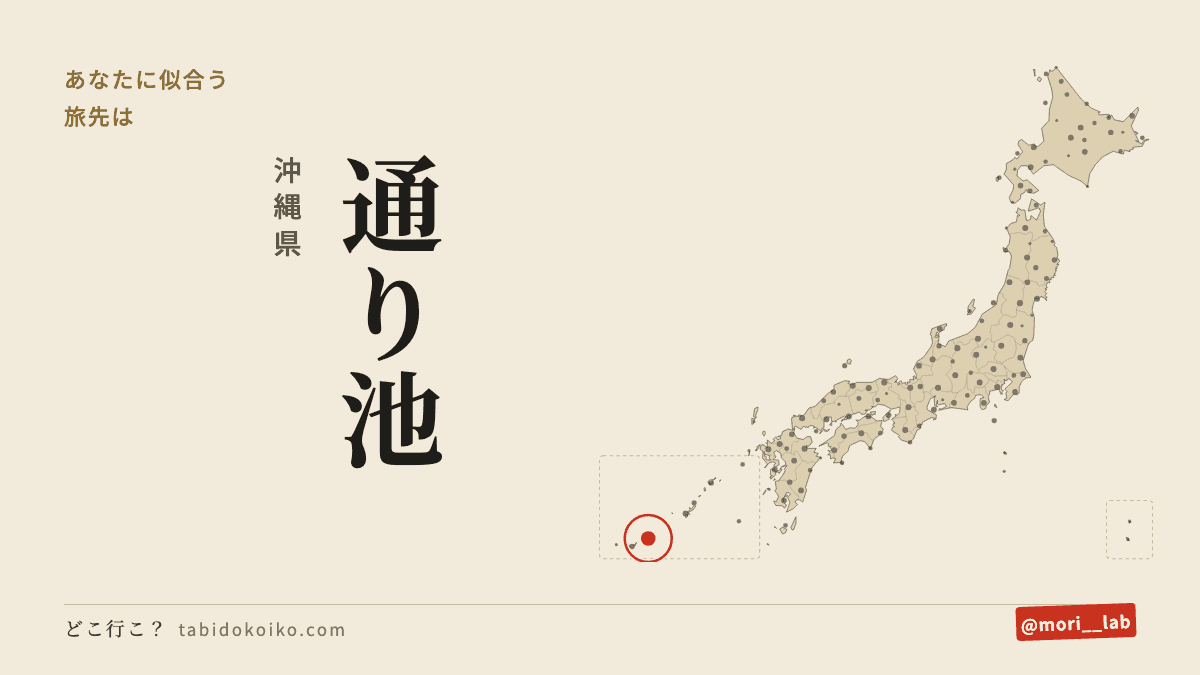 あなたに似合う
旅先は
通り池
沖縄県
どこ行こ？ tabidokoiko.com
@mori__lab